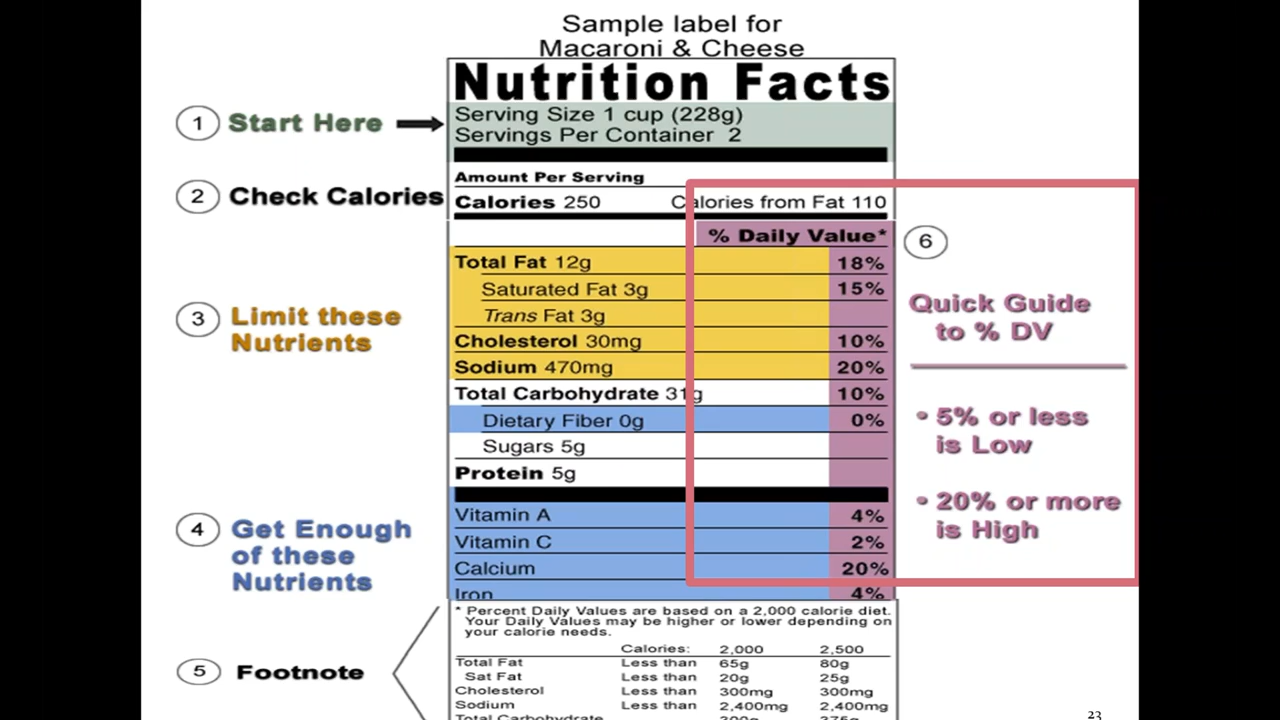 Sample label for
Macaroni & Cheese
Nutrition Facts
1 Start Here
Serving Size 1 cup (228g)
Servings Per Container 2
Amount Per Serving
2 Check Calories
Calories 250 Calories from Fat 110
% Daily Value*
Total Fat 12g 18%
Saturated Fat 3g 15%
Trans Fat 3g
3 Limit these
Nutrients
Cholesterol 30mg 10%
Sodium 470mg 20%
Total Carbohydrate 31g 10%
Dietary Fiber 0g 0%
Sugars 5g
Protein 5g
4 Get Enough
of these
Nutrients
Vitamin A 4%
Vitamin C 2%
Calcium 20%
Iron 4%
6
Quick Guide
to % DV
• 5% or less
is Low
• 20% or more
is High
5 Footnote
* Percent Daily Values are based on a 2,000 calorie diet.
Your Daily Values may be higher or lower depending on
your calorie needs.
Calories: 2,000 2,500
Total Fat Less than 65g 80g
Sat Fat Less than 20g 25g
Cholesterol Less than 300mg 300mg
Sodium Less than 2,400mg 2,400mg
Total Carbohydrate 300g 375g
23